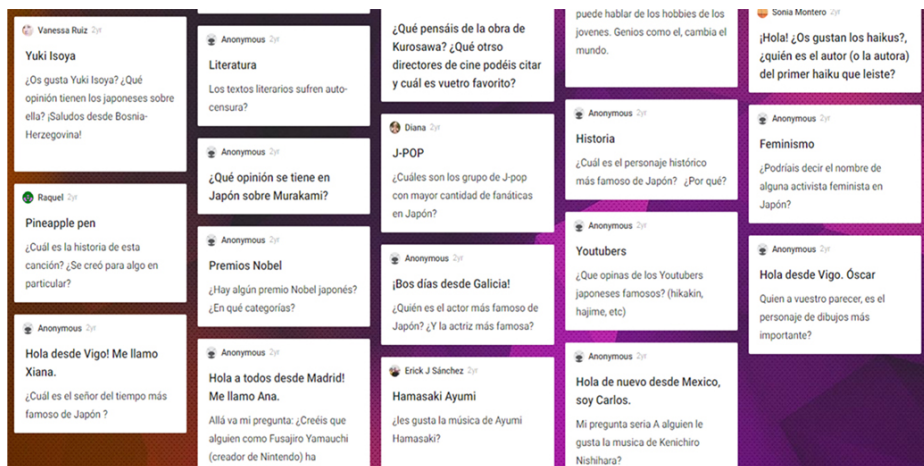 Vanessa Ruiz 2yr
Yuki Isoya
¿Os gusta Yuki Isoya? ¿Qué
opinión tienen los japoneses sobre
ella? ¡Saludos desde Bosnia-
Herzegovina!
Raquel 2yr
Pineapple pen
¿Cuál es la historia de esta
canción? ¿Se creó para algo en
particular?
Anonymous 2yr
Hola desde Vigo! Me llamo
Xiana.
¿Cuál es el señor del tiempo más
famoso de Japón ?
Anonymous 2yr
Literatura
Los textos literarios sufren auto-
censura?
Anonymous 2yr
¿Qué opinión se tiene en
Japón sobre Murakami?
Anonymous 2yr
Premios Nobel
¿Hay algún premio Nobel japonés?
¿En qué categorías?
Anonymous 2yr
Hola a todos desde Madrid!
Me llamo Ana.
Allá va mi pregunta: ¿Creéis que
alguien como Fusajiro Yamauchi
(creador de Nintendo) ha
¿Qué pensáis de la obra de
Kurosawa? ¿Qué otrso
directores de cine podéis citar
y cuál es vuetro favorito?
Diana 2yr
J-POP
¿Cuáles son los grupo de J-pop
con mayor cantidad de fanáticas
en Japón?
Anonymous 2yr
¡Bos días desde Galicia!
¿Quién es el actor más famoso de
Japón? ¿Y la actriz más famosa?
Erick J Sánchez 2yr
Hamasaki Ayumi
¿les gusta la música de Ayumi
Hamasaki?
puede hablar de los hobbies de los
jovenes. Genios como el, cambia el
mundo.
Anonymous 2yr
Historia
¿Cuál es el personaje histórico
más famoso de Japón? ¿Por qué?
Anonymous 2yr
Youtubers
¿Que opinas de los Youtubers
japoneses famosos? (hikakin,
hajime, etc)
Anonymous 2yr
Hola de nuevo desde Mexico,
soy Carlos.
Mi pregunta seria A alguien le
gusta la musica de Kenichiro
Nishihara?
Sonia Montero 2yr
¡Hola! ¿Os gustan los haikus?,
¿quién es el autor (o la autora)
del primer haiku que leiste?
Anonymous 2yr
Feminismo
¿Podríais decir el nombre de
alguna activista feminista en
Japón?
Anonymous 2yr
Hola desde Vigo. Óscar
Quien a vuestro parecer, es el
personaje de dibujos más
importante?